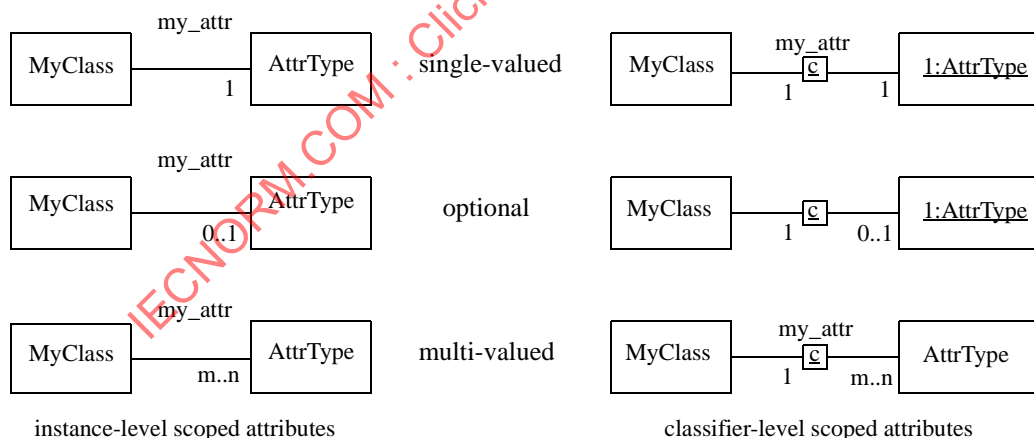 my_attr
MyClass
AttrType
1
single-valued
my_attr
MyClass
c
1:AttrType
1
1
my_attr
MyClass
AttrType
0..1
optional
MyClass
c
1:AttrType
1
0..1
my_attr
MyClass
AttrType
m..n
multi-valued
my_attr
MyClass
c
AttrType
1
m..n
instance-level scoped attributes
classifier-level scoped attributes
IECNORM.COM : Clic